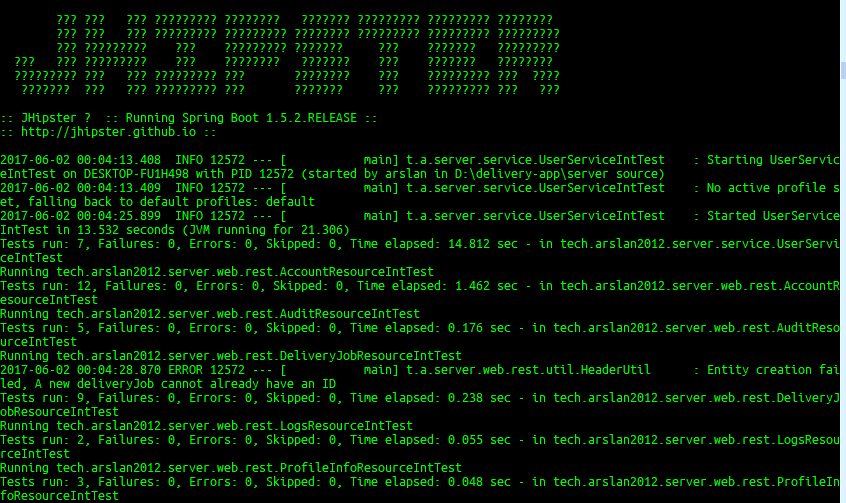 ??? ???   ??? ????????? ????????   ??????? ????????? ????????? ????????
??? ???   ??? ????????? ????????? ???????? ????????? ????????? ?????????
??? ?????????    ???    ????????? ???????     ???    ???????   ?????????
???   ??? ?????????    ???    ????????   ???????    ???    ???????   ????????
????????? ???   ??? ????????? ???       ????????    ???    ????????? ???  ????
???????  ???   ??? ????????? ???       ???????     ???    ????????? ???   ???
:: JHipster ?  :: Running Spring Boot 1.5.2.RELEASE ::
:: http://jhipster.github.io ::
2017-06-02 00:04:13.408  INFO 12572 --- [           main] t.a.server.service.UserServiceIntTest    : Starting UserServic
eIntTest on DESKTOP-FU1H498 with PID 12572 (started by arslan in D:\delivery-app\server source)
2017-06-02 00:04:13.409  INFO 12572 --- [           main] t.a.server.service.UserServiceIntTest    : No active profile s
et, falling back to default profiles: default
2017-06-02 00:04:25.899  INFO 12572 --- [           main] t.a.server.service.UserServiceIntTest    : Started UserService
IntTest in 13.532 seconds (JVM running for 21.306)
Tests run: 7, Failures: 0, Errors: 0, Skipped: 0, Time elapsed: 14.812 sec - in tech.arslan2012.server.service.UserServi
ceIntTest
Running tech.arslan2012.server.web.rest.AccountResourceIntTest
Tests run: 12, Failures: 0, Errors: 0, Skipped: 0, Time elapsed: 1.462 sec - in tech.arslan2012.server.web.rest.AccountR
esourceIntTest
Running tech.arslan2012.server.web.rest.AuditResourceIntTest
Tests run: 5, Failures: 0, Errors: 0, Skipped: 0, Time elapsed: 0.176 sec - in tech.arslan2012.server.web.rest.AuditReso
urceIntTest
Running tech.arslan2012.server.web.rest.DeliveryJobResourceIntTest
2017-06-02 00:04:28.870 ERROR 12572 --- [           main] t.a.server.web.rest.util.HeaderUtil      : Entity creation fai
led, A new deliveryJob cannot already have an ID
Tests run: 9, Failures: 0, Errors: 0, Skipped: 0, Time elapsed: 0.238 sec - in tech.arslan2012.server.web.rest.DeliveryJ
obResourceIntTest
Running tech.arslan2012.server.web.rest.LogsResourceIntTest
Tests run: 2, Failures: 0, Errors: 0, Skipped: 0, Time elapsed: 0.055 sec - in tech.arslan2012.server.web.rest.LogsResou
rceIntTest
Running tech.arslan2012.server.web.rest.ProfileInfoResourceIntTest
Tests run: 3, Failures: 0, Errors: 0, Skipped: 0, Time elapsed: 0.048 sec - in tech.arslan2012.server.web.rest.ProfileIn
foResourceIntTest